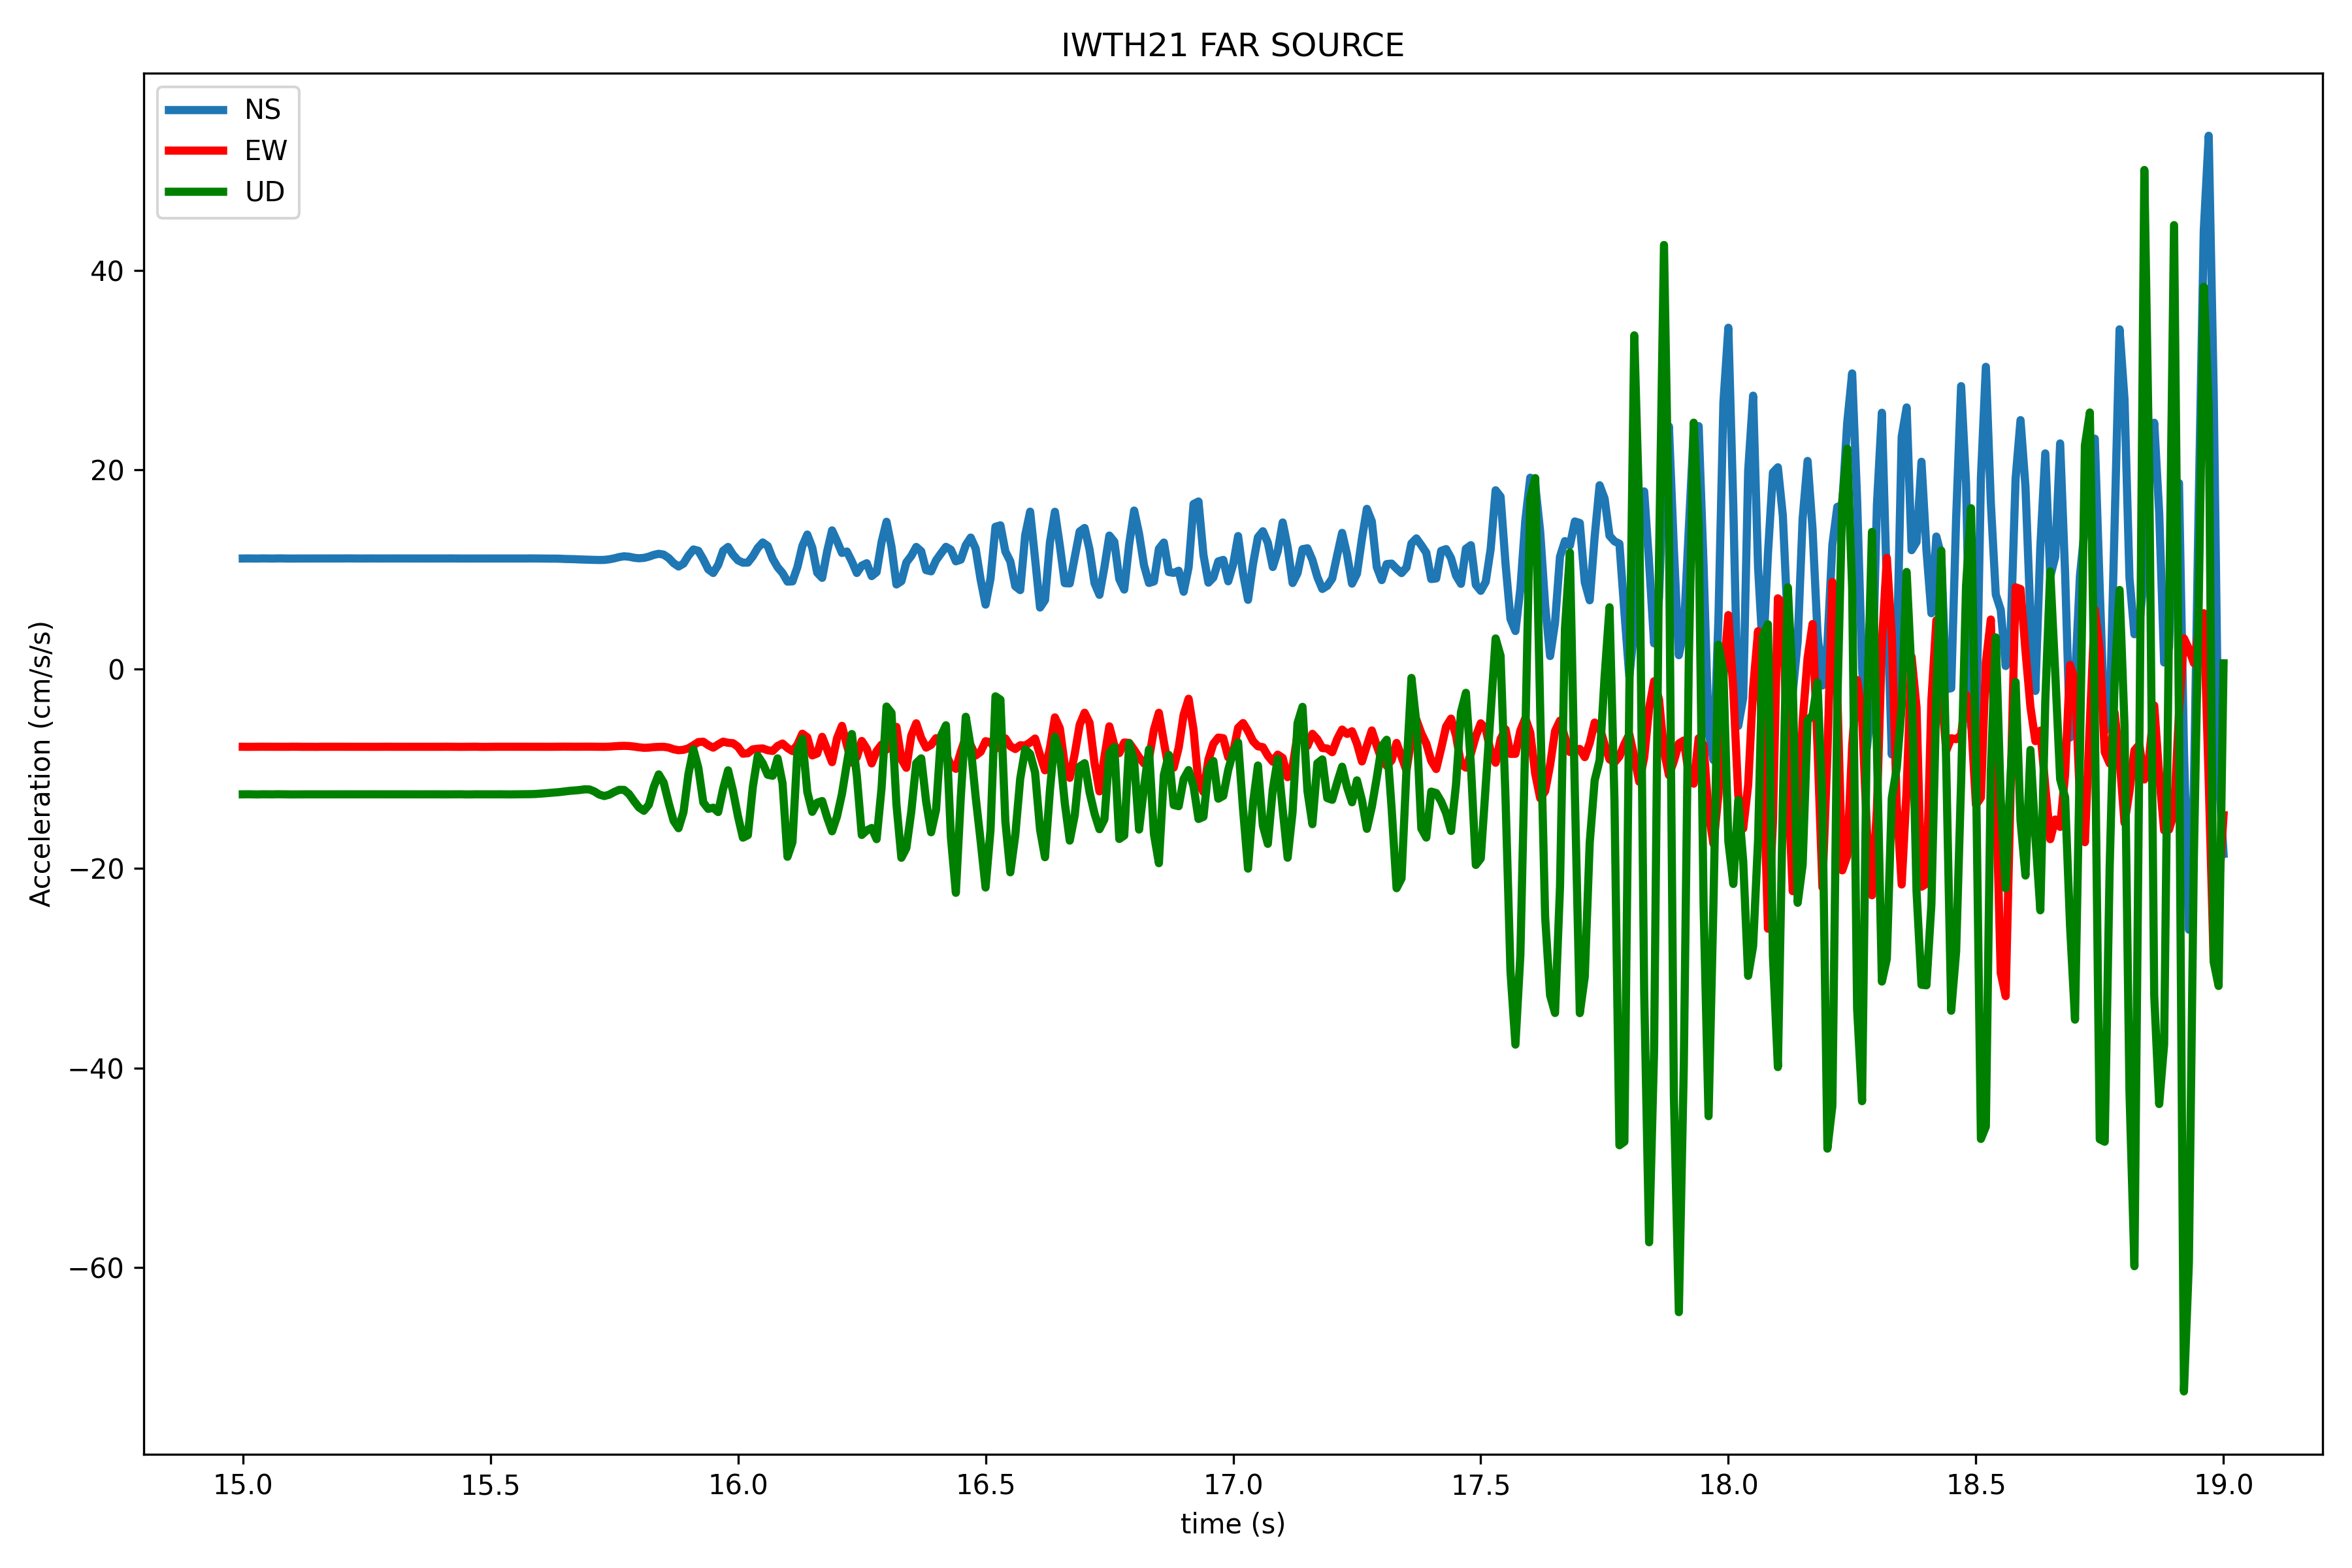 IWTH21 FAR SOURCE
NS
EW
UD
Acceleration (cm/s/s)
40
20
0
−20
−40
−60
15.0 15.5 16.0 16.5 17.0 17.5 18.0 18.5 19.0
time (s)